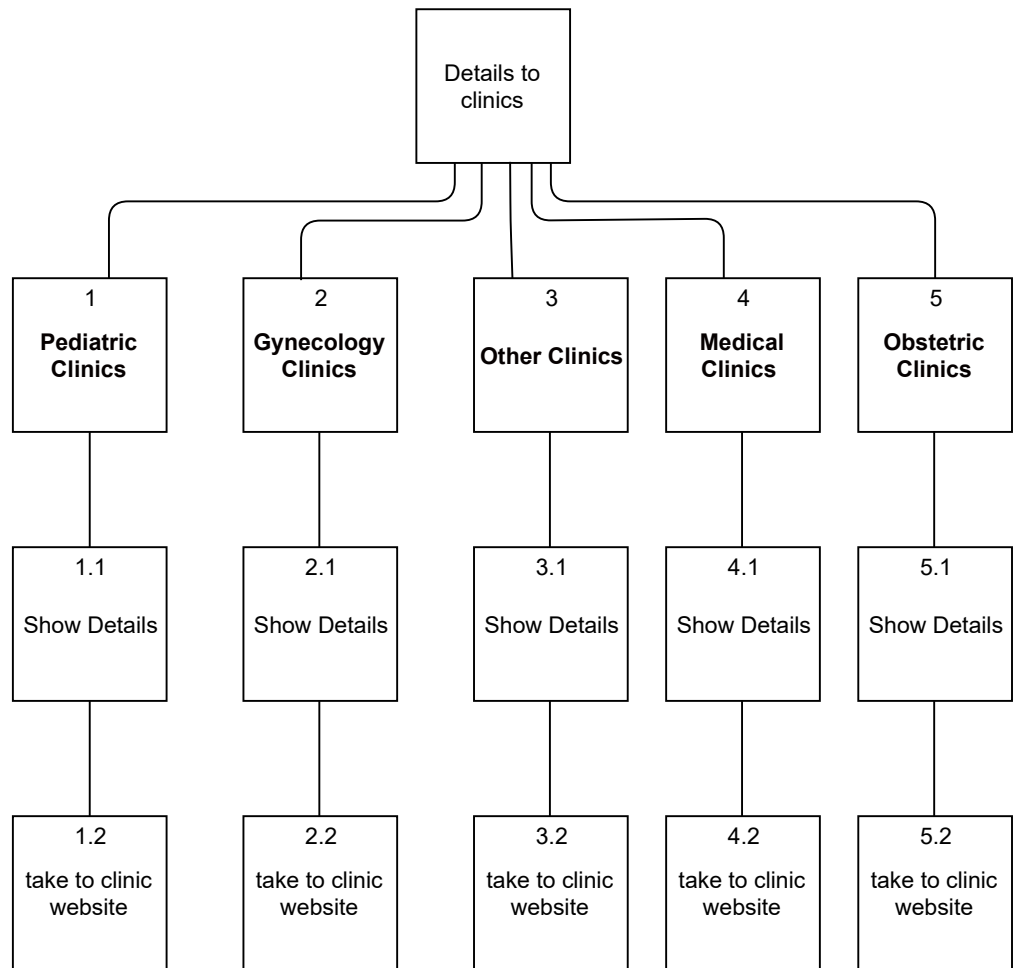 Details to
clinics
1
Pediatric
Clinics
2
Gynecology
Clinics
3
Other Clinics
4
Medical
Clinics
5
Obstetric
Clinics
1.1
Show Details
2.1
Show Details
3.1
Show Details
4.1
Show Details
5.1
Show Details
1.2
take to clinic
website
2.2
take to clinic
website
3.2
take to clinic
website
4.2
take to clinic
website
5.2
take to clinic
website